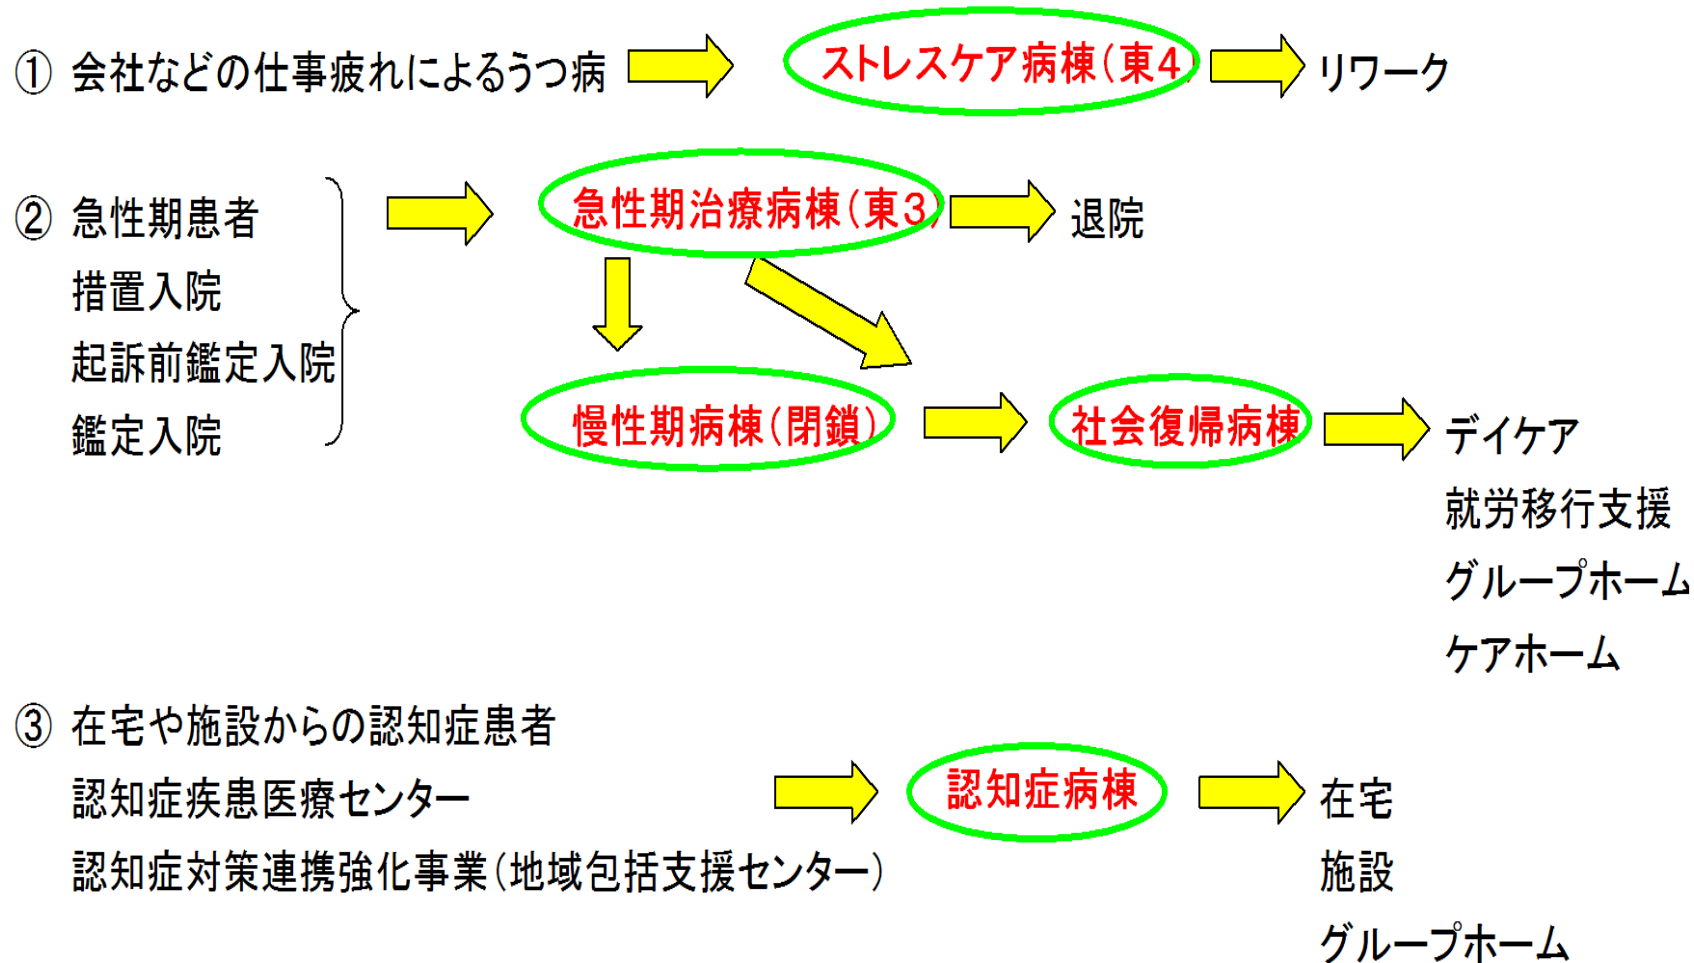 ① 会社などの仕事疲れによるうつ病 ストレスケア病棟(東4) リワーク
② 急性期患者 急性期治療病棟(東3) 退院
措置入院
起訴前鑑定入院
鑑定入院 慢性期病棟(閉鎖) 社会復帰病棟 デイケア
就労移行支援
グループホーム
ケアホーム
③ 在宅や施設からの認知症患者
認知症疾患医療センター 認知症病棟 在宅
認知症対策連携強化事業(地域包括支援センター) 施設
グループホーム